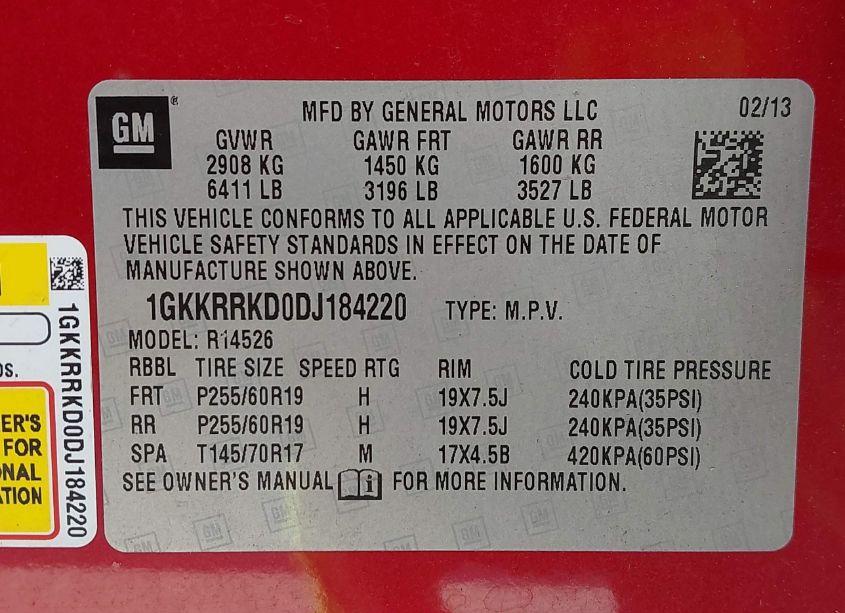 GM
MFD BY GENERAL MOTORS LLC 02/13
GVWR GAWR FRT GAWR RR
2908 KG 1450 KG 1600 KG
6411 LB 3196 LB 3527 LB
THIS VEHICLE CONFORMS TO ALL APPLICABLE U.S. FEDERAL MOTOR
VEHICLE SAFETY STANDARDS IN EFFECT ON THE DATE OF
MANUFACTURE SHOWN ABOVE.
1GKKRRKD0DJ184220 TYPE: M.P.V.
MODEL: R14526
RBBL TIRE SIZE SPEED RTG RIM COLD TIRE PRESSURE
FRT P255/60R19 H 19X7.5J 240KPA(35PSI)
RR P255/60R19 H 19X7.5J 240KPA(35PSI)
SPA T145/70R17 M 17X4.5B 420KPA(60PSI)
SEE OWNER'S MANUAL i FOR MORE INFORMATION.
1GKKRRKD0DJ184220
FOR